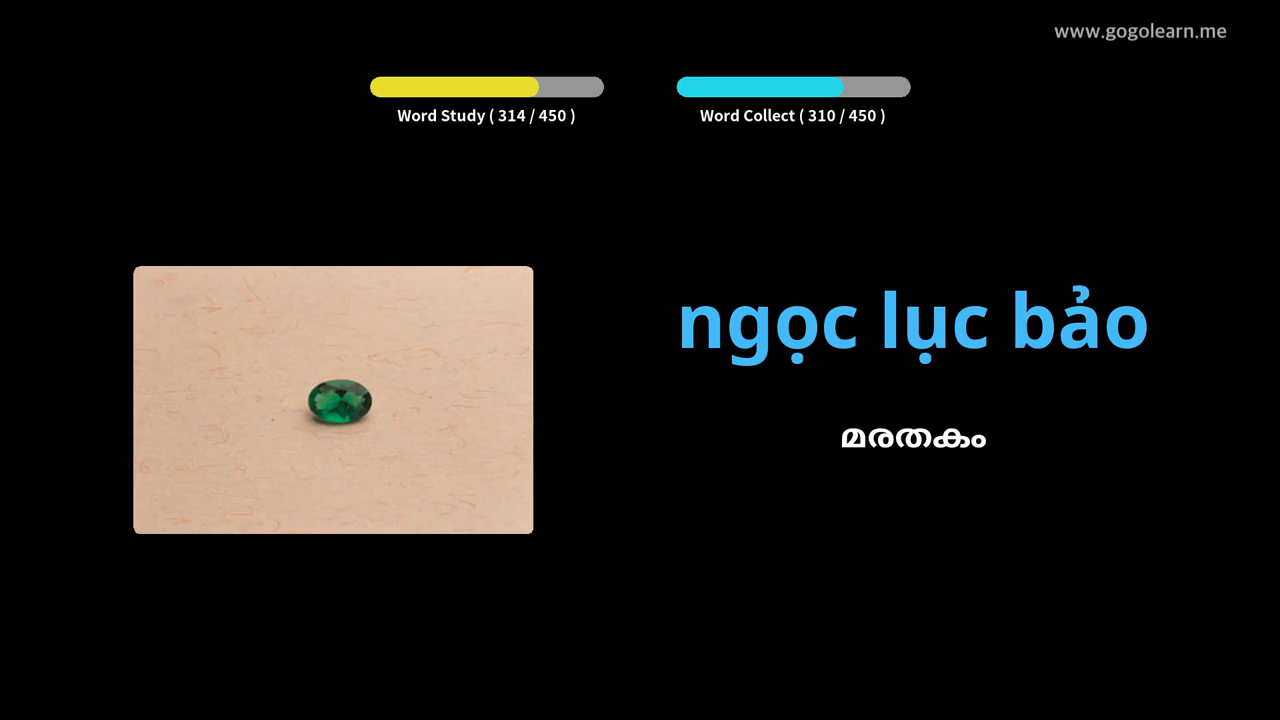 www.gogolearn.me
Word Study ( 314 / 450 )
Word Collect ( 310 / 450 )
ngọc lục bảo
മരതകം